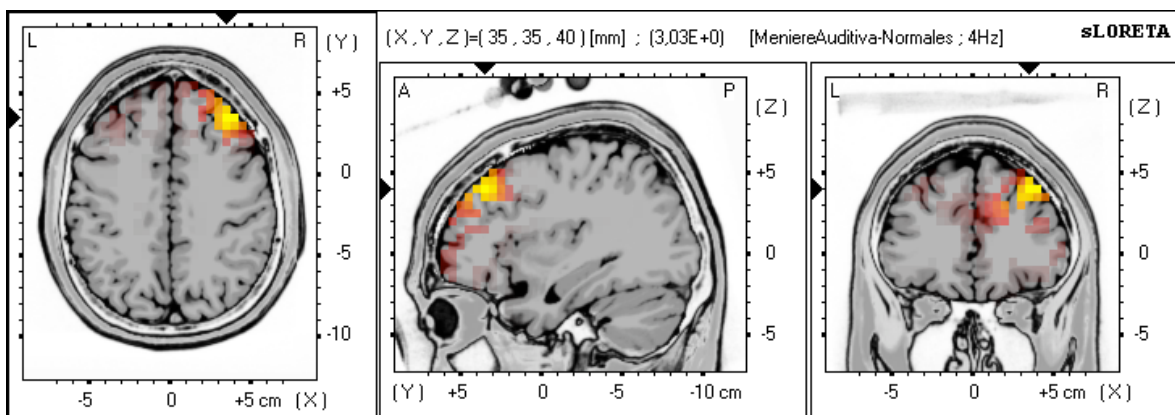 L R (Y)
+5
0
-5
-10
-5 0 +5 cm (X)
(X,Y,Z)=(35,35,40)[mm] ; (3,03E+0) [MeniereAuditiva-Normales ; 4Hz] sLORETA
A P (Z)
+5
0
-5
(Y) +5 0 -5 -10 cm
L R (Z)
+5
0
-5
-5 0 +5 cm (X)